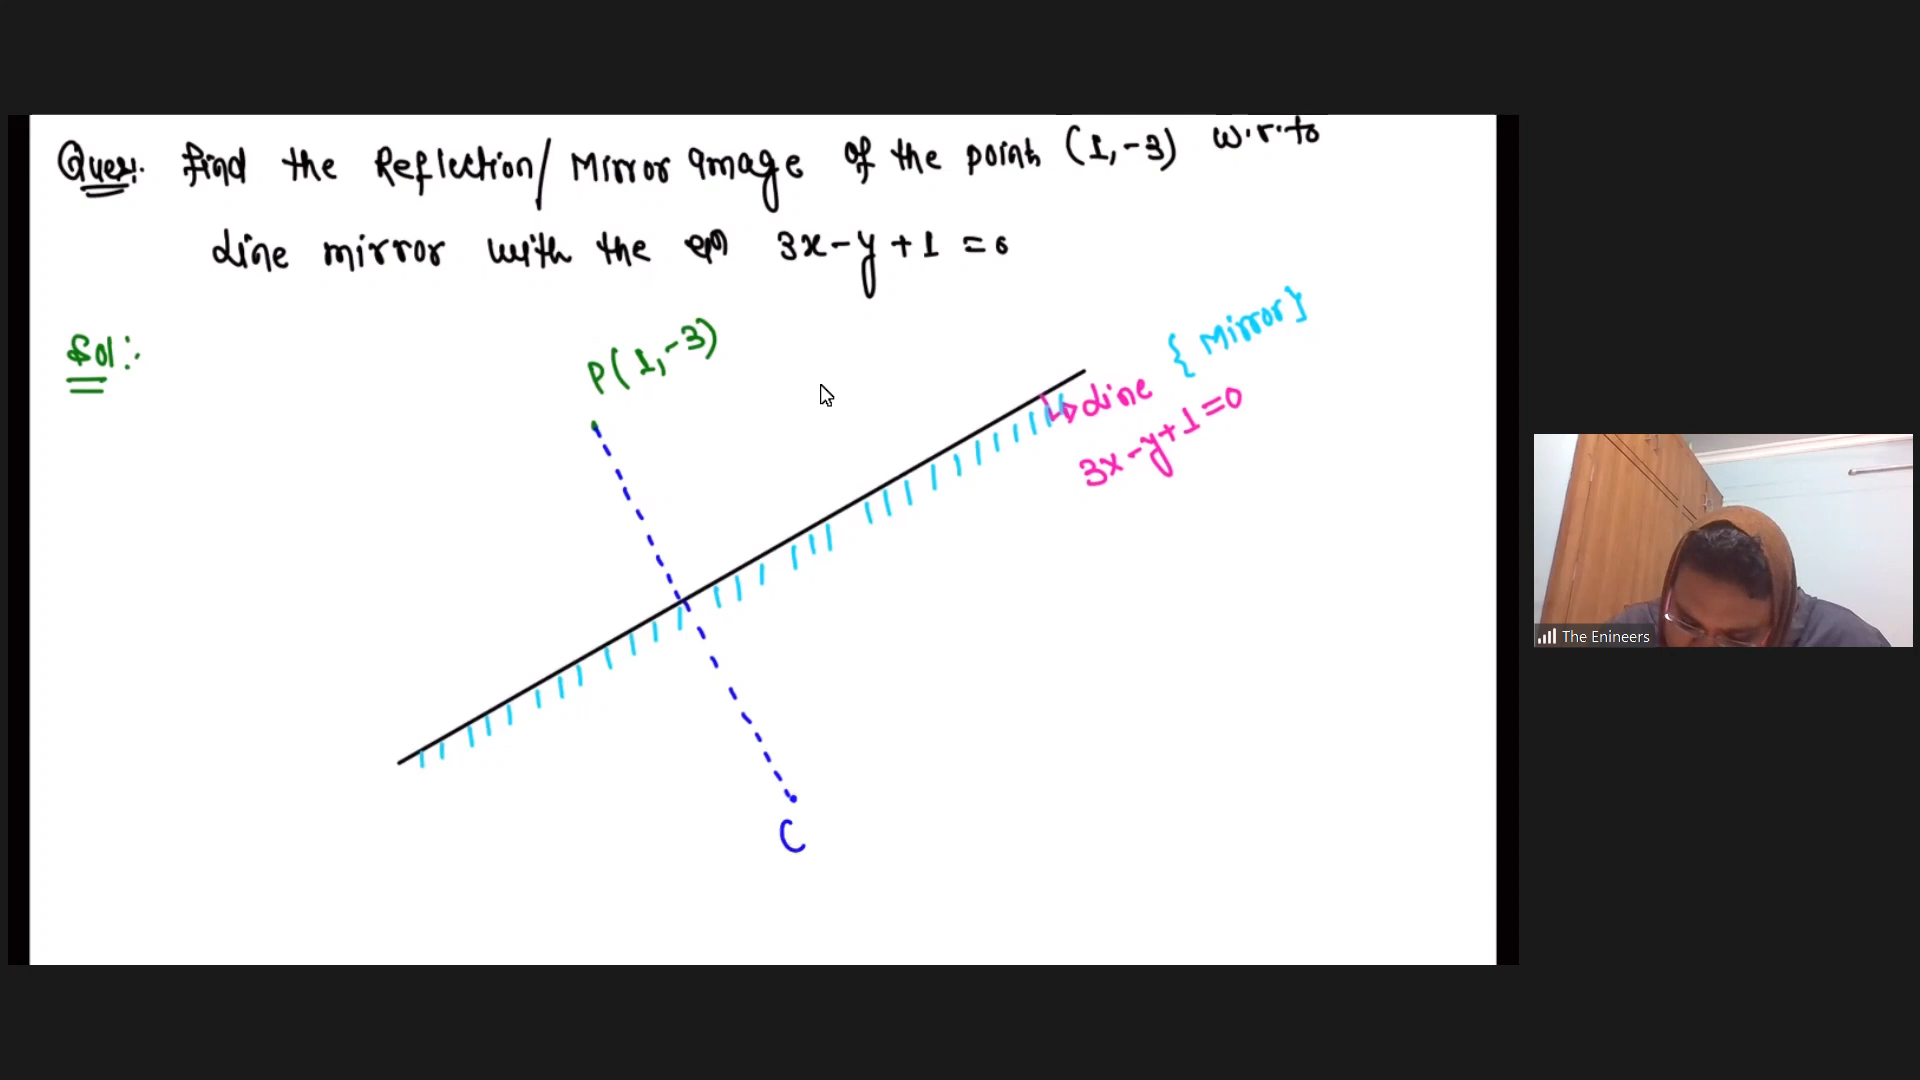 Ques:. find the Reflection/Mirror image of the point (1,-3) w.r.to
Line mirror with the eqn 3x-y+1=0
Sol:.
P(1,-3)
{Mirror}
Line
3x-y+1=0
C
The Enineers